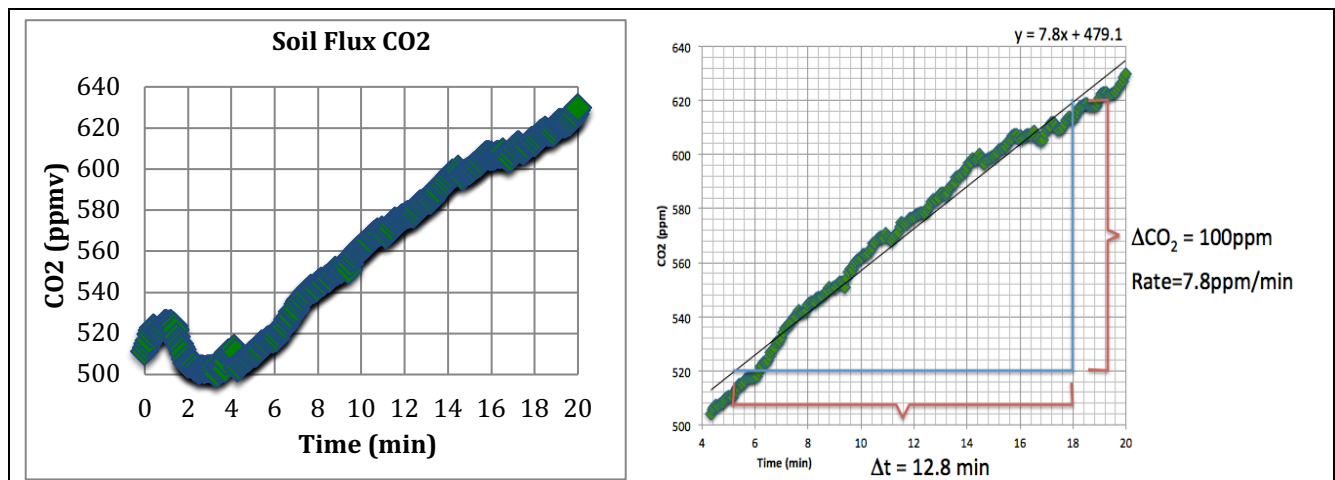 Soil Flux CO2
CO2 (ppmv)
640
620
600
580
560
540
520
500
0 2 4 6 8 10 12 14 16 18 20
Time (min)
y = 7.8x + 479.1
CO2 (ppm)
640
620
600
580
560
540
520
500
4 6 8 10 12 14 16 18 20
Time (min)
Δt = 12.8 min
ΔCO₂ = 100ppm
Rate=7.8ppm/min